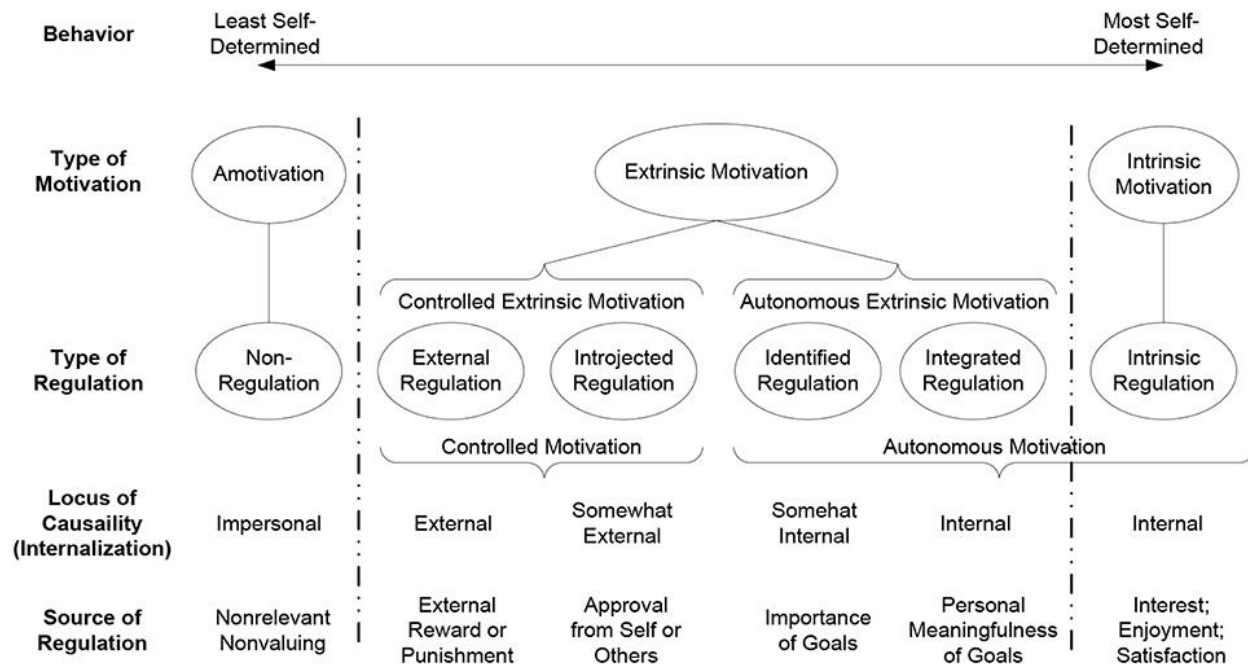 Behavior
Least Self-
Determined
Most Self-
Determined
Type of
Motivation
Amotivation
Extrinsic Motivation
Intrinsic
Motivation
Controlled Extrinsic Motivation
Autonomous Extrinsic Motivation
Type of
Regulation
Non-
Regulation
External
Regulation
Introjected
Regulation
Identified
Regulation
Integrated
Regulation
Intrinsic
Regulation
Controlled Motivation
Autonomous Motivation
Locus of
Causaility
(Internalization)
Impersonal
External
Somewhat
External
Somehat
Internal
Internal
Internal
Source of
Regulation
Nonrelevant
Nonvaluing
External
Reward or
Punishment
Approval
from Self or
Others
Importance
of Goals
Personal
Meaningfulness
of Goals
Interest;
Enjoyment;
Satisfaction